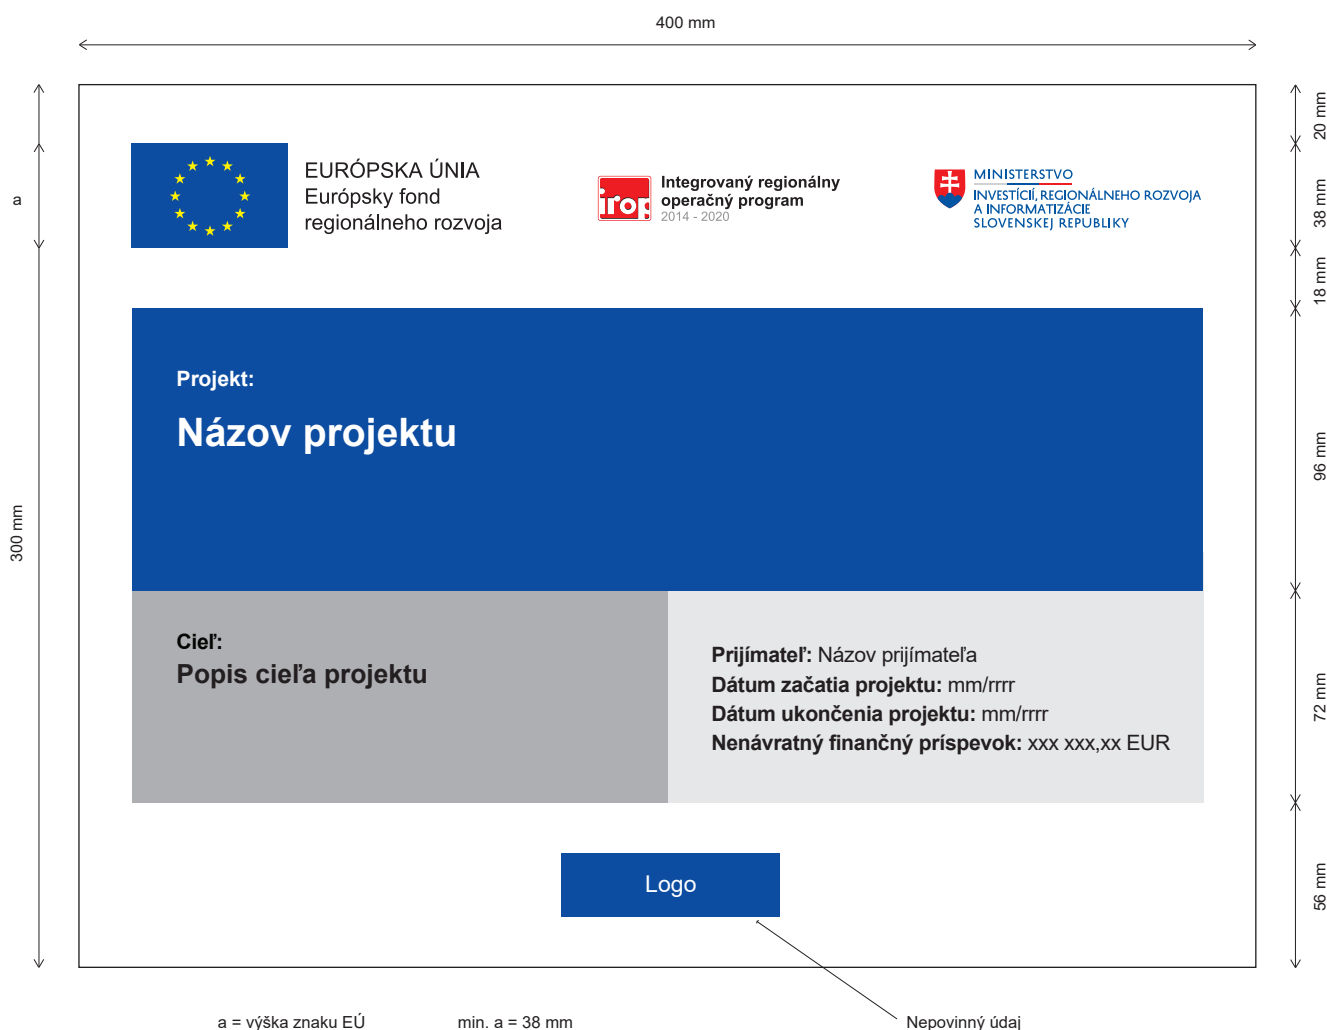 400 mm
20 mm
a
38 mm
18 mm
96 mm
300 mm
72 mm
56 mm
EURÓPSKA ÚNIA
Európsky fond
regionálneho rozvoja
irop
Integrovaný regionálny
operačný program
2014 - 2020
MINISTERSTVO
INVESTÍCIÍ, REGIONÁLNEHO ROZVOJA
A INFORMATIZÁCIE
SLOVENSKEJ REPUBLIKY
Projekt:
Názov projektu
Cieľ:
Popis cieľa projektu
Prijímateľ: Názov prijímateľa
Dátum začatia projektu: mm/rrrr
Dátum ukončenia projektu: mm/rrrr
Nenávratný finančný príspevok: xxx xxx,xx EUR
Logo
a = výška znaku EÚ min. a = 38 mm
Nepovinný údaj